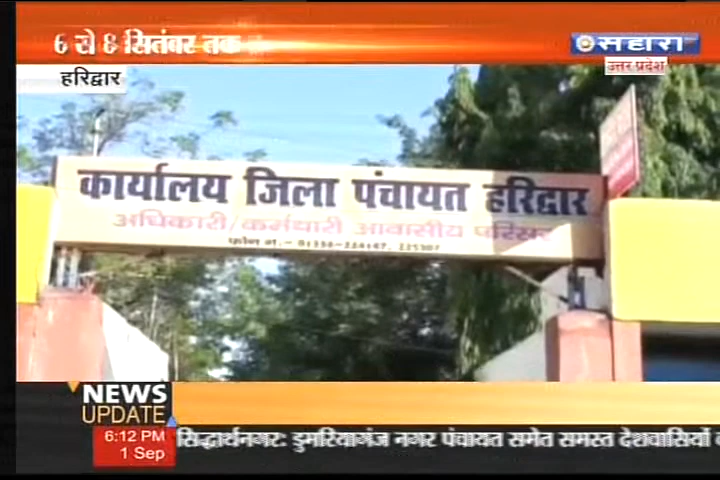 6 से 8 सितंबर तक
सहारा
उत्तर प्रदेश
हरिद्वार
कार्यालय जिला पंचायत हरिद्वार
अधिकारी/कर्मचारी आवासीय परिसर
फोन न.-
NEWS
UPDATE
6:12 PM
1 Sep
सिद्धार्थनगर: डुमरियागंज नगर पंचायत समेत समस्त देशवासियों